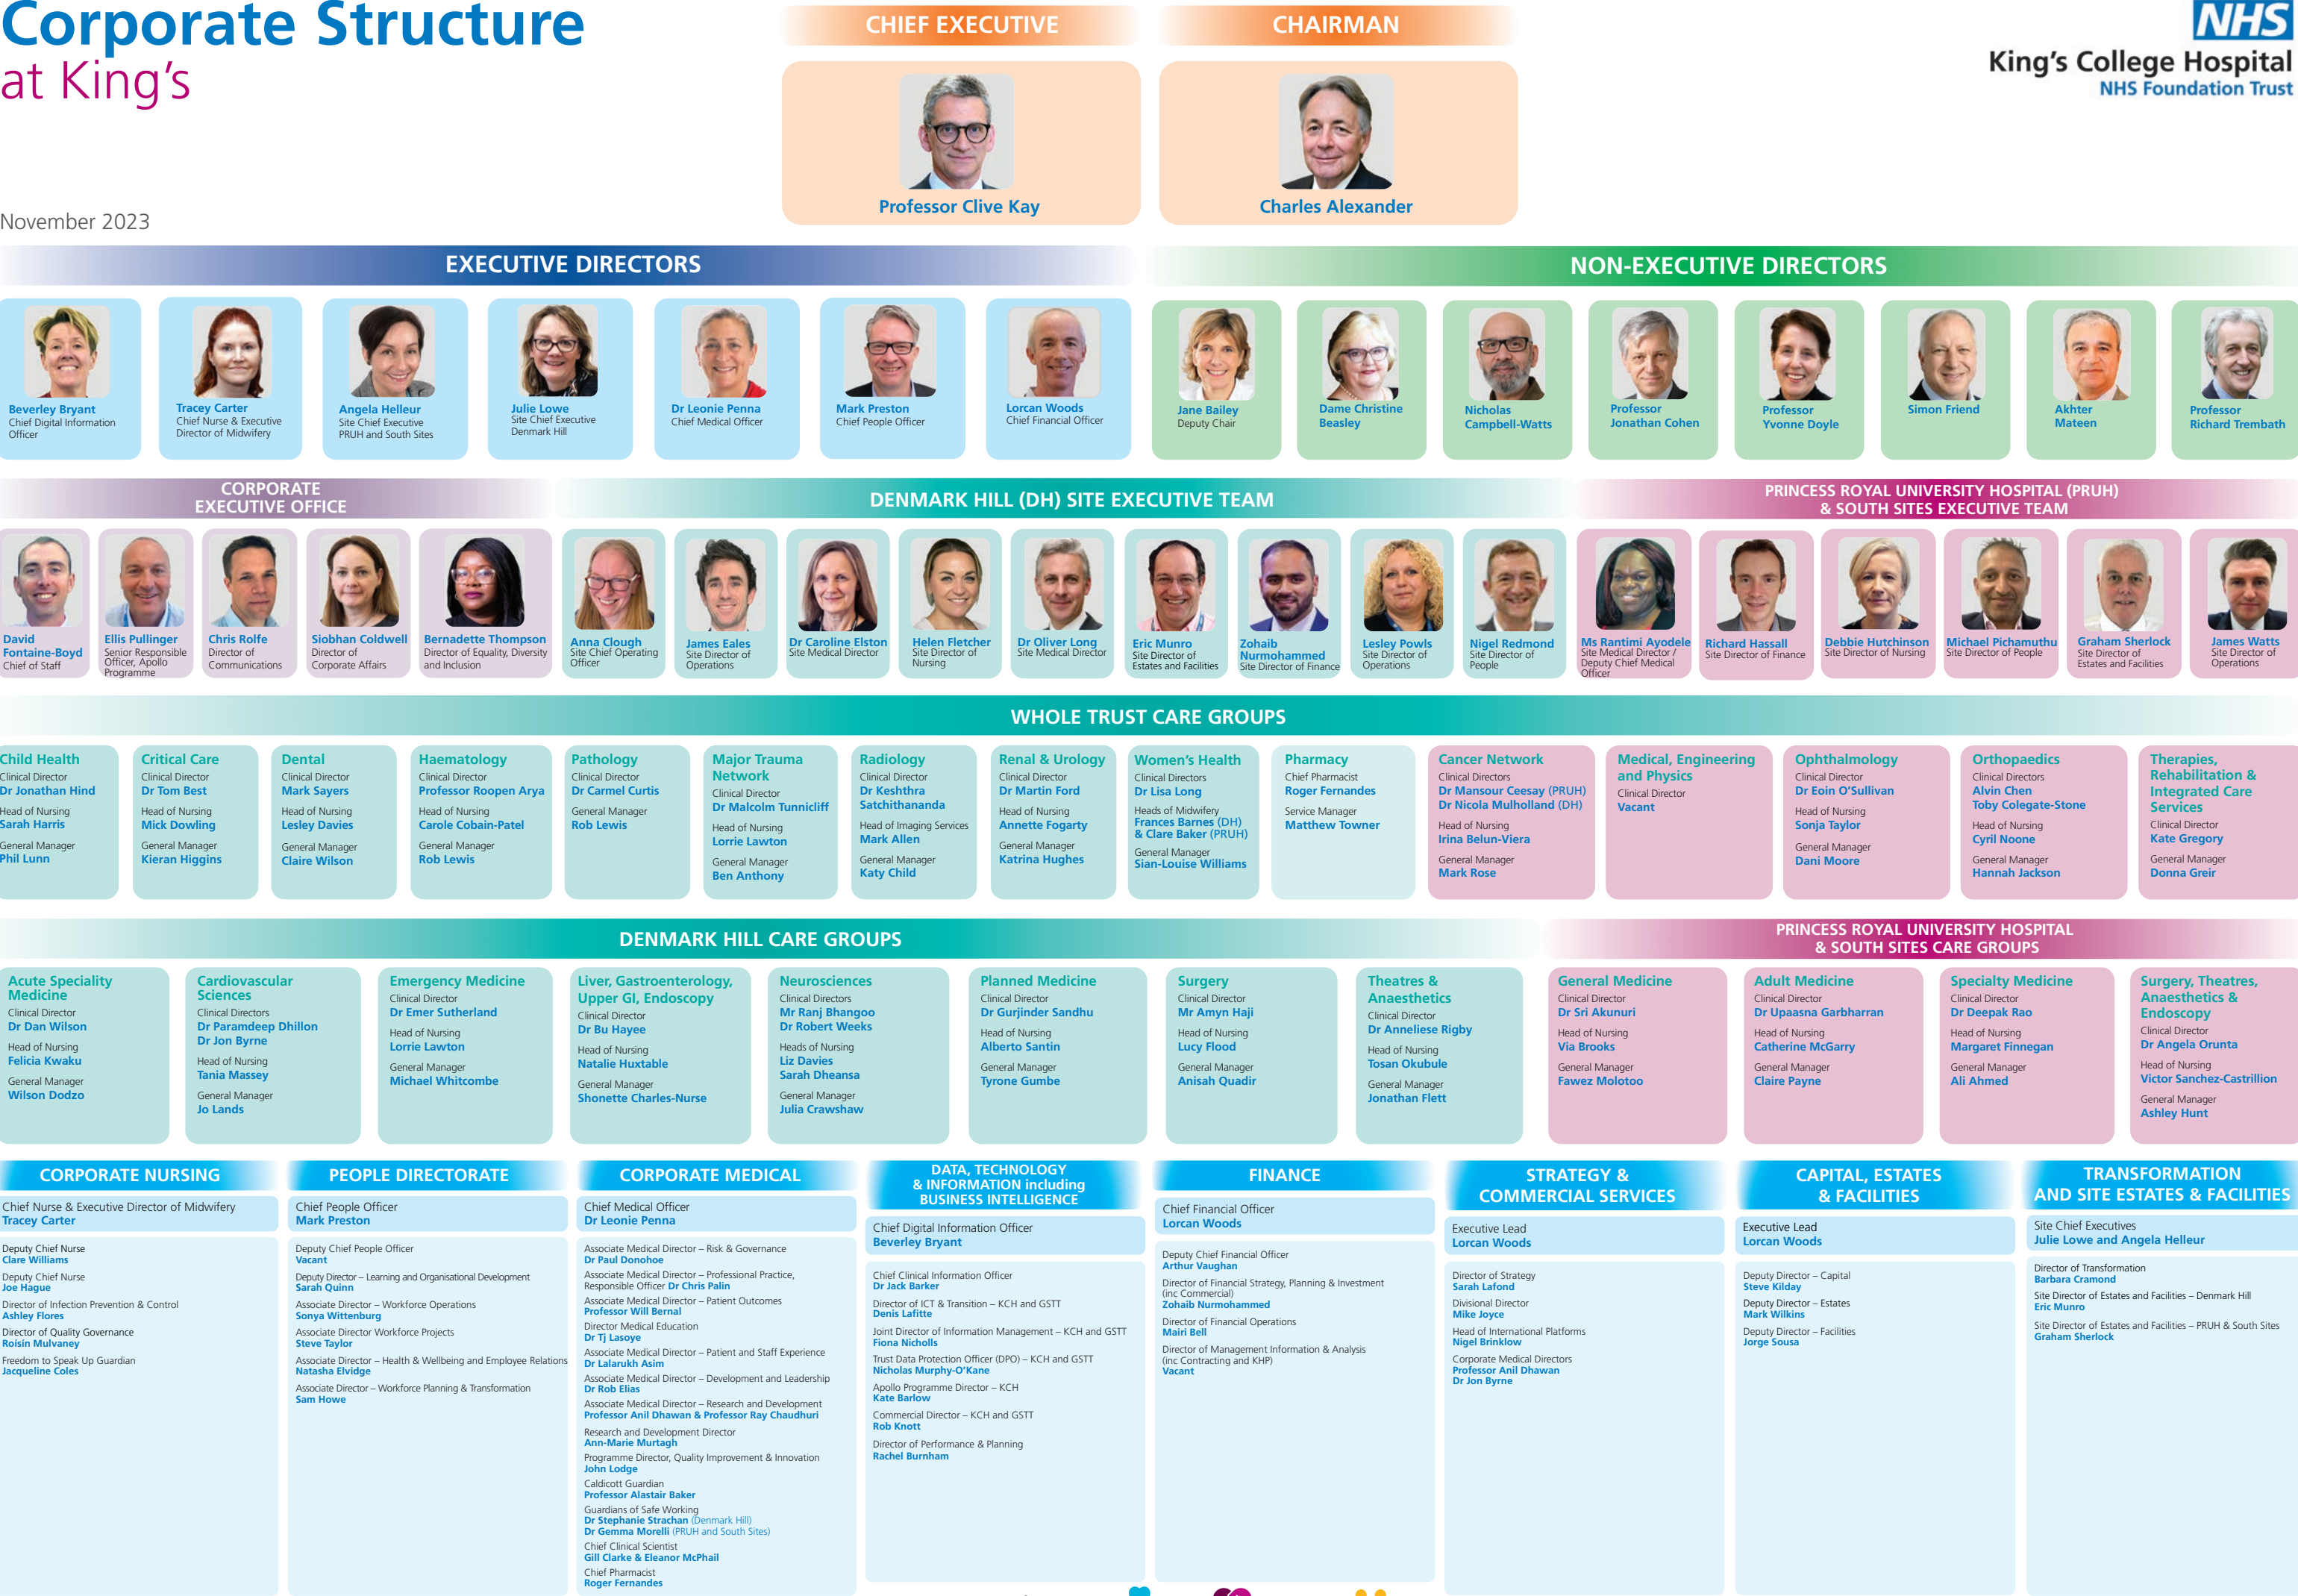 Corporate Structure
at King's
November 2023
CHIEF EXECUTIVE
Professor Clive Kay
CHAIRMAN
Charles Alexander
NHS
King's College Hospital
NHS Foundation Trust
EXECUTIVE DIRECTORS
Beverley Bryant
Chief Digital Information
Officer
Tracey Carter
Chief Nurse & Executive
Director of Midwifery
Angela Helleur
Site Chief Executive
PRUH and South Sites
Julie Lowe
Site Chief Executive
Denmark Hill
Dr Leonie Penna
Chief Medical Officer
Mark Preston
Chief People Officer
Lorcan Woods
Chief Financial Officer
NON-EXECUTIVE DIRECTORS
Jane Bailey
Deputy Chair
Dame Christine
Beasley
Nicholas
Campbell-Watts
Professor
Jonathan Cohen
Professor
Yvonne Doyle
Simon Friend
Akhter
Mateen
Professor
Richard Trembath
CORPORATE
EXECUTIVE OFFICE
David
Fontaine-Boyd
Chief of Staff
Ellis Pullinger
Senior Responsible
Officer, Apollo
Programme
Chris Rolfe
Director of
Communications
Siobhan Coldwell
Director of
Corporate Affairs
Bernadette Thompson
Director of Equality, Diversity
and Inclusion
DENMARK HILL (DH) SITE EXECUTIVE TEAM
Anna Clough
Site Chief Operating
Officer
James Eales
Site Director of
Operations
Dr Caroline Elston
Site Medical Director
Helen Fletcher
Site Director of
Nursing
Dr Oliver Long
Site Medical Director
Eric Munro
Site Director of
Estates and Facilities
Zohaib
Nurmohammed
Site Director of Finance
Lesley Powls
Site Director of
Operations
Nigel Redmond
Site Director of
People
PRINCESS ROYAL UNIVERSITY HOSPITAL (PRUH)
& SOUTH SITES EXECUTIVE TEAM
Ms Rantimi Ayodele
Site Medical Director /
Deputy Chief Medical
Officer
Richard Hassall
Site Director of Finance
Debbie Hutchinson
Site Director of Nursing
Michael Pichamuthu
Site Director of People
Graham Sherlock
Site Director of
Estates and Facilities
James Watts
Site Director of
Operations
WHOLE TRUST CARE GROUPS
Child Health
Clinical Director
Dr Jonathan Hind
Head of Nursing
Sarah Harris
General Manager
Phil Lunn
Critical Care
Clinical Director
Dr Tom Best
Head of Nursing
Mick Dowling
General Manager
Kieran Higgins
Dental
Clinical Director
Mark Sayers
Head of Nursing
Lesley Davies
General Manager
Claire Wilson
Haematology
Clinical Director
Professor Roopen Arya
Head of Nursing
Carole Cobain-Patel
General Manager
Rob Lewis
Pathology
Clinical Director
Dr Carmel Curtis
General Manager
Rob Lewis
Major Trauma
Network
Clinical Director
Dr Malcolm Tunnicliff
Head of Nursing
Lorrie Lawton
General Manager
Ben Anthony
Radiology
Clinical Director
Dr Keshthra
Satchithananda
Head of Imaging Services
Mark Allen
General Manager
Katy Child
Renal & Urology
Clinical Director
Dr Martin Ford
Head of Nursing
Annette Fogarty
General Manager
Katrina Hughes
Women's Health
Clinical Directors
Dr Lisa Long
Heads of Midwifery
Frances Barnes (DH)
& Clare Baker (PRUH)
General Manager
Sian-Louise Williams
Pharmacy
Chief Pharmacist
Roger Fernandes
Service Manager
Matthew Towner
Cancer Network
Clinical Directors
Dr Mansour Ceesay (PRUH)
Dr Nicola Mulholland (DH)
Head of Nursing
Irina Belun-Viera
General Manager
Mark Rose
Medical, Engineering
and Physics
Clinical Director
Vacant
Ophthalmology
Clinical Director
Dr Eoin O'Sullivan
Head of Nursing
Sonja Taylor
General Manager
Dani Moore
Orthopaedics
Clinical Directors
Alvin Chen
Toby Colegate-Stone
Head of Nursing
Cyril Noone
General Manager
Hannah Jackson
Therapies,
Rehabilitation &
Integrated Care
Services
Clinical Director
Kate Gregory
General Manager
Donna Greir
DENMARK HILL CARE GROUPS
Acute Speciality
Medicine
Clinical Director
Dr Dan Wilson
Head of Nursing
Felicia Kwaku
General Manager
Wilson Dodzo
Cardiovascular
Sciences
Clinical Directors
Dr Paramdeep Dhillon
Dr Jon Byrne
Head of Nursing
Tania Massey
General Manager
Jo Lands
Emergency Medicine
Clinical Director
Dr Emer Sutherland
Head of Nursing
Lorrie Lawton
General Manager
Michael Whitcombe
Liver, Gastroenterology,
Upper GI, Endoscopy
Clinical Director
Dr Bu Hayee
Head of Nursing
Natalie Huxtable
General Manager
Shonette Charles-Nurse
Neurosciences
Clinical Directors
Mr Ranj Bhangoo
Dr Robert Weeks
Heads of Nursing
Liz Davies
Sarah Dheansa
General Manager
Julia Crawshaw
Planned Medicine
Clinical Director
Dr Gurjinder Sandhu
Head of Nursing
Alberto Santin
General Manager
Tyrone Gumbe
Surgery
Clinical Director
Mr Amyn Haji
Head of Nursing
Lucy Flood
General Manager
Anisah Quadir
Theatres &
Anaesthetics
Clinical Director
Dr Anneliese Rigby
Head of Nursing
Tosan Okubule
General Manager
Jonathan Flett
PRINCESS ROYAL UNIVERSITY HOSPITAL
& SOUTH SITES CARE GROUPS
General Medicine
Clinical Director
Dr Sri Akunuri
Head of Nursing
Via Brooks
General Manager
Fawez Molotoo
Adult Medicine
Clinical Director
Dr Upaasna Garbharran
Head of Nursing
Catherine McGarry
General Manager
Claire Payne
Specialty Medicine
Clinical Director
Dr Deepak Rao
Head of Nursing
Margaret Finnegan
General Manager
Ali Ahmed
Surgery, Theatres,
Anaesthetics &
Endoscopy
Clinical Director
Dr Angela Orunta
Head of Nursing
Victor Sanchez-Castrillion
General Manager
Ashley Hunt
CORPORATE NURSING
Chief Nurse & Executive Director of Midwifery
Tracey Carter
Deputy Chief Nurse
Clare Williams
Deputy Chief Nurse
Joe Hague
Director of Infection Prevention & Control
Ashley Flores
Director of Quality Governance
Roísín Mulvaney
Freedom to Speak Up Guardian
Jacqueline Coles
PEOPLE DIRECTORATE
Chief People Officer
Mark Preston
Deputy Chief People Officer
Vacant
Deputy Director – Learning and Organisational Development
Sarah Quinn
Associate Director – Workforce Operations
Sonya Wittenburg
Associate Director Workforce Projects
Steve Taylor
Associate Director – Health & Wellbeing and Employee Relations
Natasha Elvidge
Associate Director – Workforce Planning & Transformation
Sam Howe
CORPORATE MEDICAL
Chief Medical Officer
Dr Leonie Penna
Associate Medical Director – Risk & Governance
Dr Paul Donohoe
Associate Medical Director – Professional Practice,
Responsible Officer Dr Chris Palin
Associate Medical Director – Patient Outcomes
Professor Will Bernal
Director Medical Education
Dr Tj Lasoye
Associate Medical Director – Patient and Staff Experience
Dr Lalarukh Asim
Associate Medical Director – Development and Leadership
Dr Rob Elias
Associate Medical Director – Research and Development
Professor Anil Dhawan & Professor Ray Chaudhuri
Research and Development Director
Ann-Marie Murtagh
Programme Director, Quality Improvement & Innovation
John Lodge
Caldicott Guardian
Professor Alastair Baker
Guardians of Safe Working
Dr Stephanie Strachan (Denmark Hill)
Dr Gemma Morelli (PRUH and South Sites)
Chief Clinical Scientist
Gill Clarke & Eleanor McPhail
Chief Pharmacist
Roger Fernandes
DATA, TECHNOLOGY
& INFORMATION including
BUSINESS INTELLIGENCE
Chief Digital Information Officer
Beverley Bryant
Chief Clinical Information Officer
Dr Jack Barker
Director of ICT & Transition – KCH and GSTT
Denis Lafitte
Joint Director of Information Management – KCH and GSTT
Fiona Nicholls
Trust Data Protection Officer (DPO) – KCH and GSTT
Nicholas Murphy-O'Kane
Apollo Programme Director – KCH
Kate Barlow
Commercial Director – KCH and GSTT
Rob Knott
Director of Performance & Planning
Rachel Burnham
FINANCE
Chief Financial Officer
Lorcan Woods
Deputy Chief Financial Officer
Arthur Vaughan
Director of Financial Strategy, Planning & Investment
(inc Commercial)
Zohaib Nurmohammed
Director of Financial Operations
Mairi Bell
Director of Management Information & Analysis
(inc Contracting and KHP)
Vacant
STRATEGY &
COMMERCIAL SERVICES
Executive Lead
Lorcan Woods
Director of Strategy
Sarah Lafond
Divisional Director
Mike Joyce
Head of International Platforms
Nigel Brinklow
Corporate Medical Directors
Professor Anil Dhawan
Dr Jon Byrne
CAPITAL, ESTATES
& FACILITIES
Executive Lead
Lorcan Woods
Deputy Director – Capital
Steve Kilday
Deputy Director – Estates
Mark Wilkins
Deputy Director – Facilities
Jorge Sousa
TRANSFORMATION
AND SITE ESTATES & FACILITIES
Site Chief Executives
Julie Lowe and Angela Helleur
Director of Transformation
Barbara Cramond
Site Director of Estates and Facilities – Denmark Hill
Eric Munro
Site Director of Estates and Facilities – PRUH & South Sites
Graham Sherlock